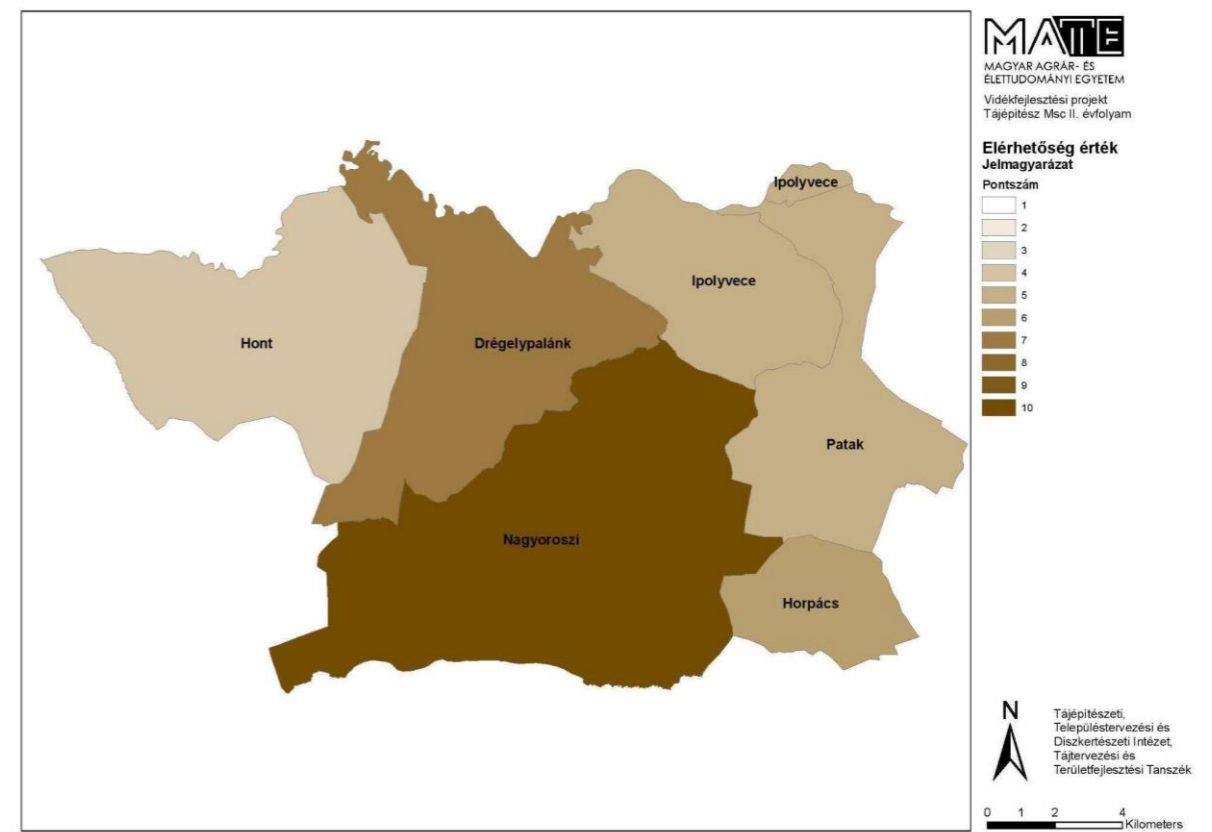 MATE
MAGYAR AGRÁR- ÉS
ÉLETTUDOMÁNYI EGYETEM
Vidékfejlesztési projekt
Tájépítész Msc II. évfolyam
Elérhetőség érték
Jelmagyarázat
Pontszám
1
2
3
4
5
6
7
8
9
10
Ipolyvece
Ipolyvece
Hont
Drégelypalánk
Patak
Nagyoroszi
Horpács
N
Tájépítészeti,
Településtervezési és
Díszkertészeti Intézet,
Tájtervezési és
Területfejlesztési Tanszék
0 1 2 4
Kilometers